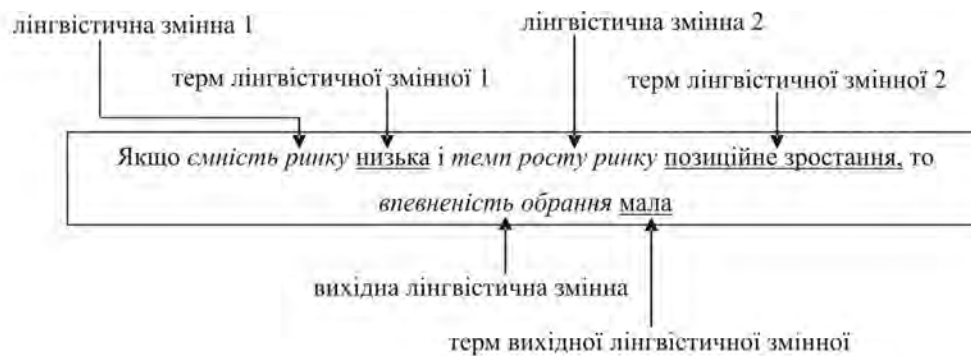 лінгвістична змінна 1
лінгвістична змінна 2
терм лінгвістичної змінної 1
терм лінгвістичної змінної 2
Якщо ємність ринку низька і темп росту ринку позиційне зростання, то
впевненість обрання мала
вихідна лінгвістична змінна
терм вихідної лінгвістичної змінної